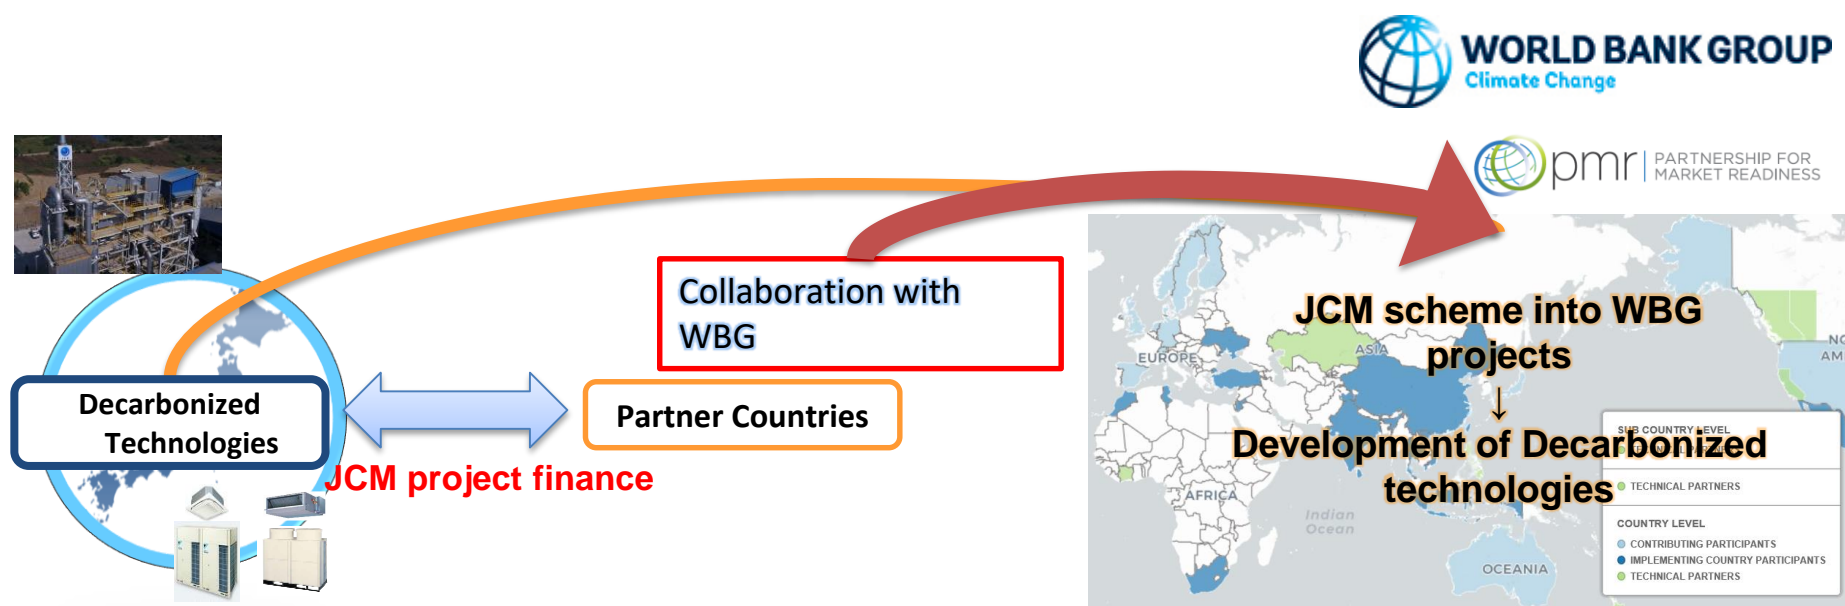 WORLD BANK GROUP
Climate Change
pmr
PARTNERSHIP FOR
MARKET READINESS
Collaboration with
WBG
Decarbonized
Technologies
Partner Countries
JCM project finance
JCM scheme into WBG
projects
↓
Development of Decarbonized
technologies
EUROPE
ASIA
AFRICA
Indian
Ocean
OCEANIA
NO
AM
SUB COUNTRY LEVEL
TECHNICAL PARTNERS
COUNTRY LEVEL
CONTRIBUTING PARTICIPANTS
IMPLEMENTING COUNTRY PARTICIPANTS
TECHNICAL PARTNERS